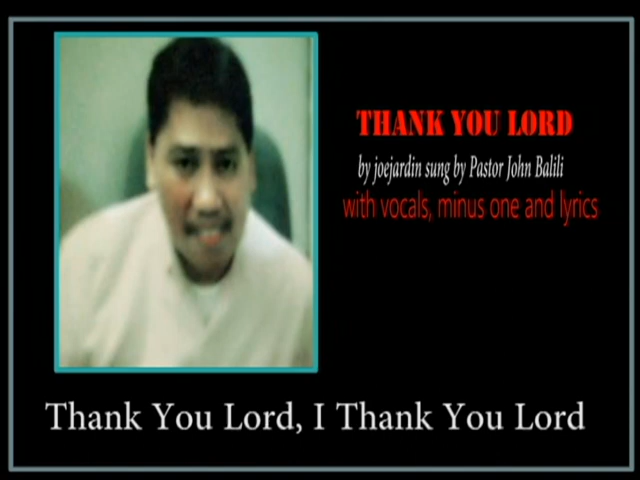 THANK YOU LORD
by joejardin sung by Pastor John Balili
with vocals, minus one and lyrics
Thank You Lord, I Thank You Lord